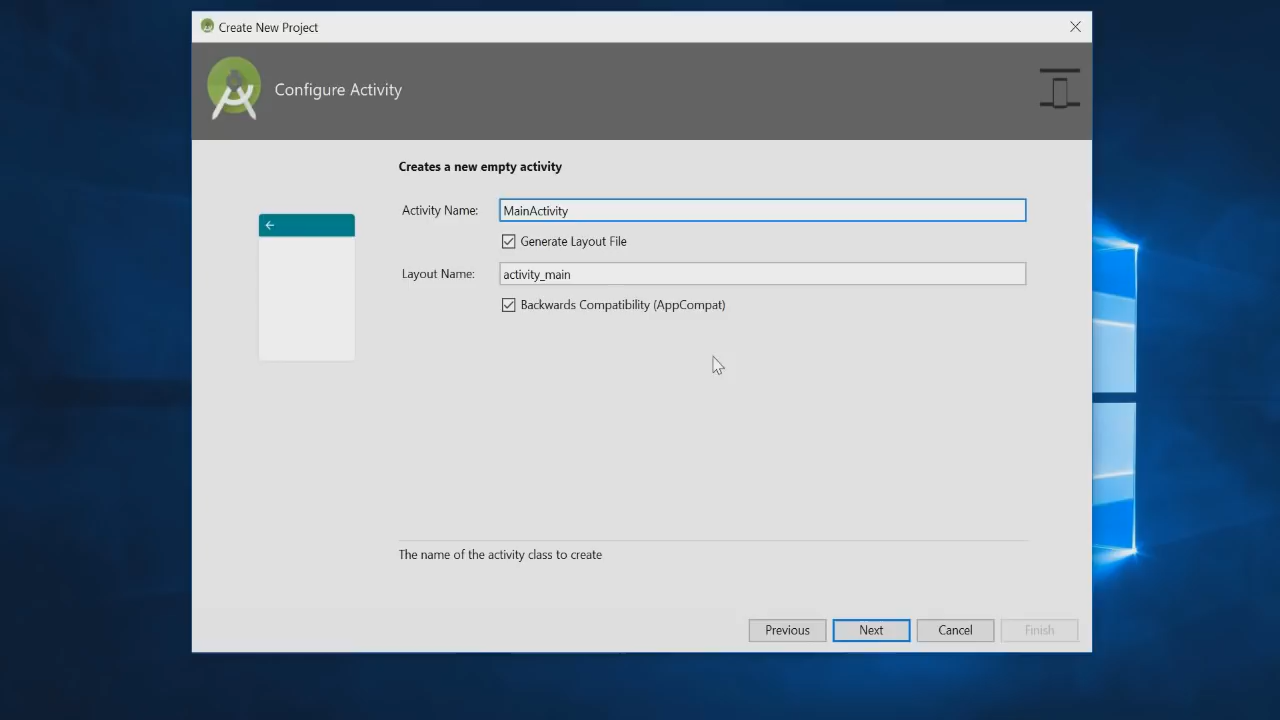 Create New Project
Configure Activity
Creates a new empty activity
Activity Name: MainActivity
Generate Layout File
Layout Name: activity_main
Backwards Compatibility (AppCompat)
The name of the activity class to create
Previous Next Cancel Finish